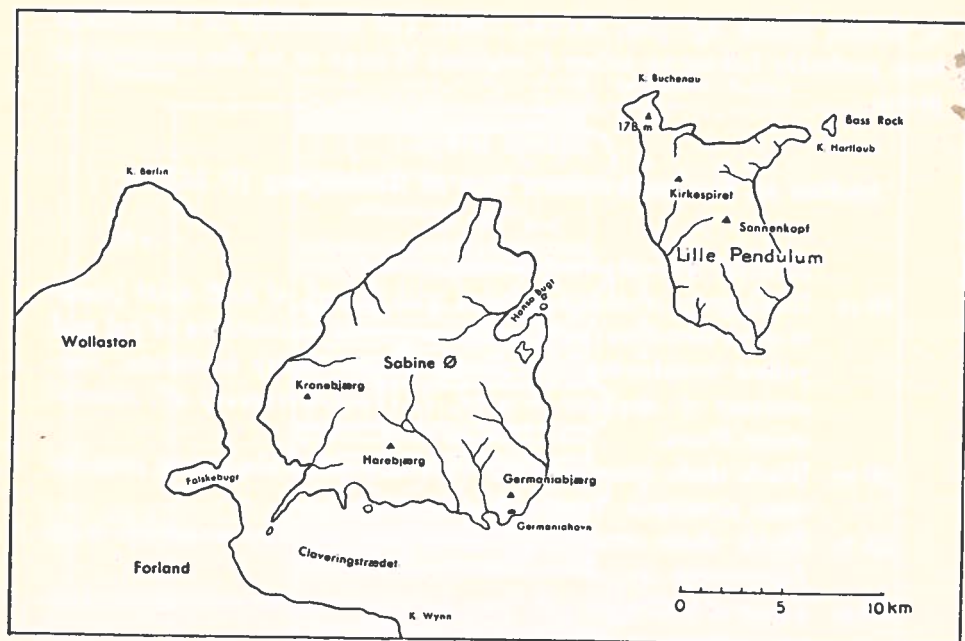 K. Buchenau
178 m
Bass Rock
K. Hartlaub
K. Berlin
Kirkespiret
Sonnenkopf
Lille Pendulum
Hansa Bugt
Wollaston
Sabine Ø
Kronebjærg
Harebjærg
Falskebugt
Germaniabjærg
Germaniahavn
Claveringstrædet
Forland
K. Wynn
0 5 10 km